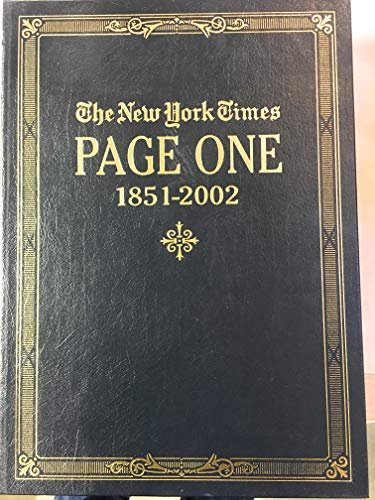 The New York Times
PAGE ONE
1851-2002